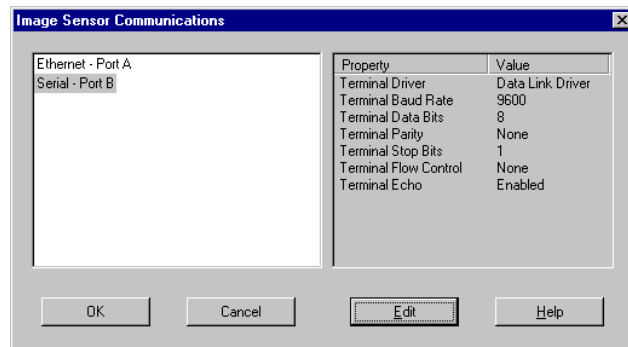 Image Sensor Communications
Ethernet - Port A
Serial - Port B
Property Value
Terminal Driver Data Link Driver
Terminal Baud Rate 9600
Terminal Data Bits 8
Terminal Parity None
Terminal Stop Bits 1
Terminal Flow Control None
Terminal Echo Enabled
OK Cancel Edit Help